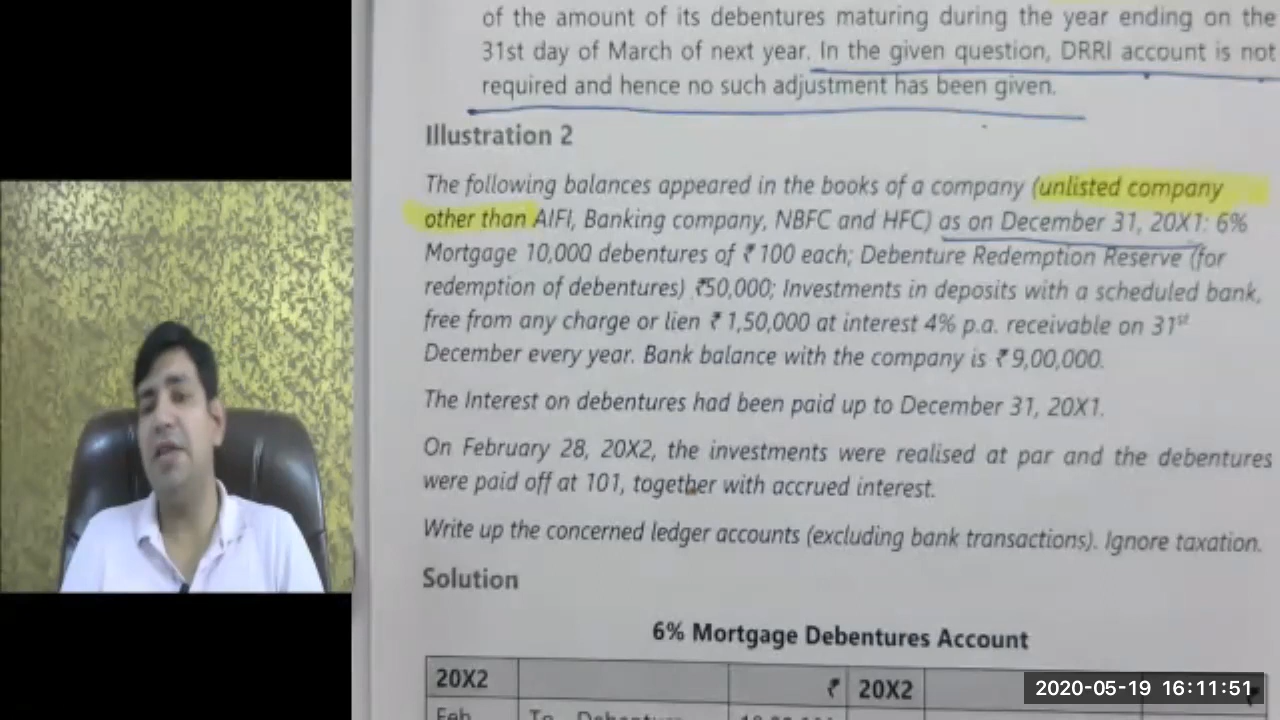 of the amount of its debentures maturing during the year ending on the
31st day of March of next year. In the given question, DRRI account is not
required and hence no such adjustment has been given.
Illustration 2
The following balances appeared in the books of a company (unlisted company
other than AIFI, Banking company, NBFC and HFC) as on December 31, 20X1: 6%
Mortgage 10,000 debentures of ₹ 100 each; Debenture Redemption Reserve (for
redemption of debentures) ₹50,000; Investments in deposits with a scheduled bank,
free from any charge or lien ₹ 1,50,000 at interest 4% p.a. receivable on 31st
December every year. Bank balance with the company is ₹ 9,00,000.
The Interest on debentures had been paid up to December 31, 20X1.
On February 28, 20X2, the investments were realised at par and the debentures
were paid off at 101, together with accrued interest.
Write up the concerned ledger accounts (excluding bank transactions). Ignore taxation.
Solution
6% Mortgage Debentures Account
20X2 ₹ 20X2
2020-05-19 16:11:51
Feb To Debenture